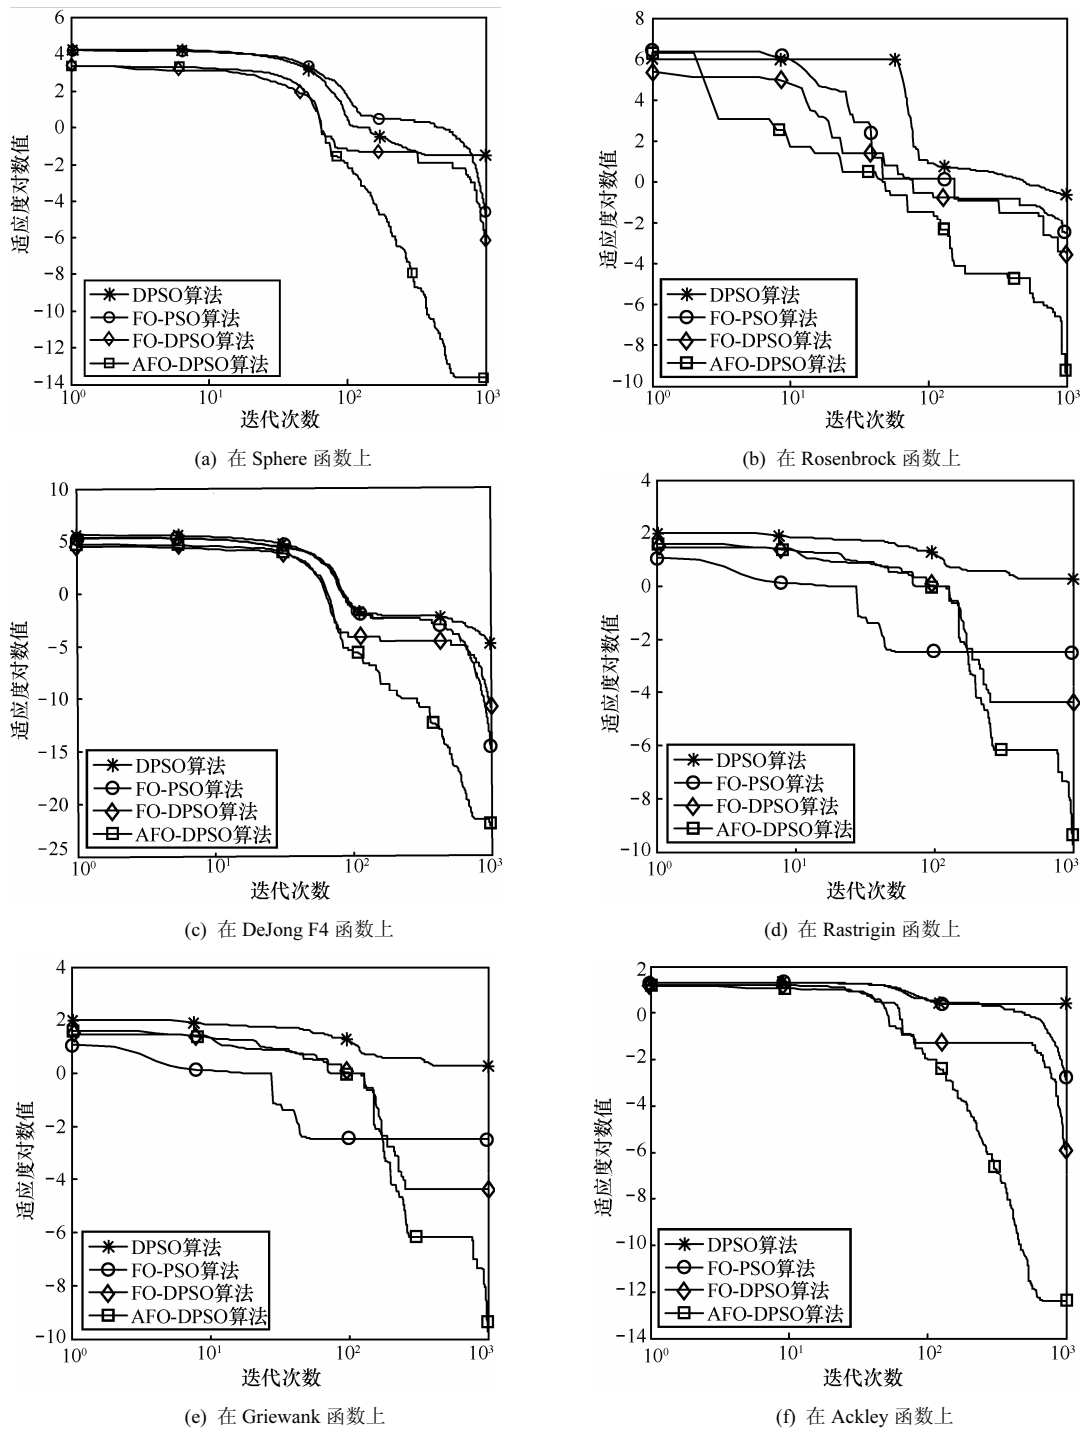 6
4
2
0
−2
−4
−6
−8
−10
−12
−14
适应度对数值
DPSO算法
FO-PSO算法
FO-DPSO算法
AFO-DPSO算法
10⁰ 10¹ 10² 10³
迭代次数
(a) 在 Sphere 函数上
8
6
4
2
0
−2
−4
−6
−8
−10
适应度对数值
DPSO算法
FO-PSO算法
FO-DPSO算法
AFO-DPSO算法
10⁰ 10¹ 10² 10³
迭代次数
(b) 在 Rosenbrock 函数上
10
5
0
−5
−10
−15
−20
−25
适应度对数值
DPSO算法
FO-PSO算法
FO-DPSO算法
AFO-DPSO算法
10⁰ 10¹ 10² 10³
迭代次数
(c) 在 DeJong F4 函数上
4
2
0
−2
−4
−6
−8
−10
适应度对数值
DPSO算法
FO-PSO算法
FO-DPSO算法
AFO-DPSO算法
10⁰ 10¹ 10² 10³
迭代次数
(d) 在 Rastrigin 函数上
4
2
0
−2
−4
−6
−8
−10
适应度对数值
DPSO算法
FO-PSO算法
FO-DPSO算法
AFO-DPSO算法
10⁰ 10¹ 10² 10³
迭代次数
(e) 在 Griewank 函数上
2
0
−2
−4
−6
−8
−10
−12
−14
适应度对数值
DPSO算法
FO-PSO算法
FO-DPSO算法
AFO-DPSO算法
10⁰ 10¹ 10² 10³
迭代次数
(f) 在 Ackley 函数上